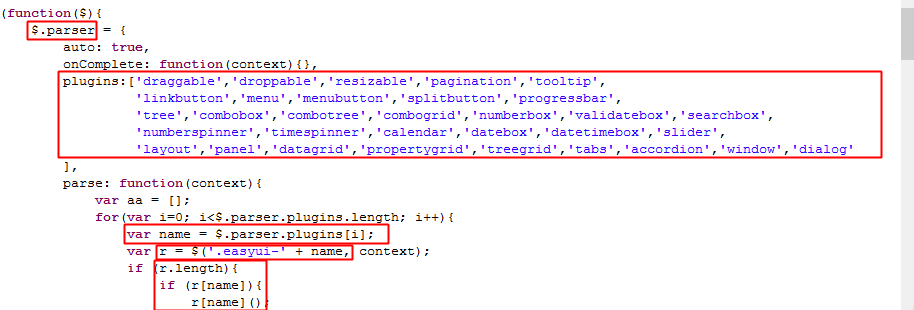 (function($){
$.parser = {
auto: true,
onComplete: function(context){},
plugins:['draggable','droppable','resizable','pagination','tooltip',
'linkbutton','menu','menubutton','splitbutton','progressbar',
'tree','combobox','combotree','combogrid','numberbox','validatebox','searchbox',
'numberspinner','timespinner','calendar','datebox','datetimebox','slider',
'layout','panel','datagrid','propertygrid','treegrid','tabs','accordion','window','dialog'
],
parse: function(context){
var aa = [];
for(var i=0; i<$.parser.plugins.length; i++){
var name = $.parser.plugins[i];
var r = $('.easyui-' + name, context);
if (r.length){
if (r[name]){
r[name]();